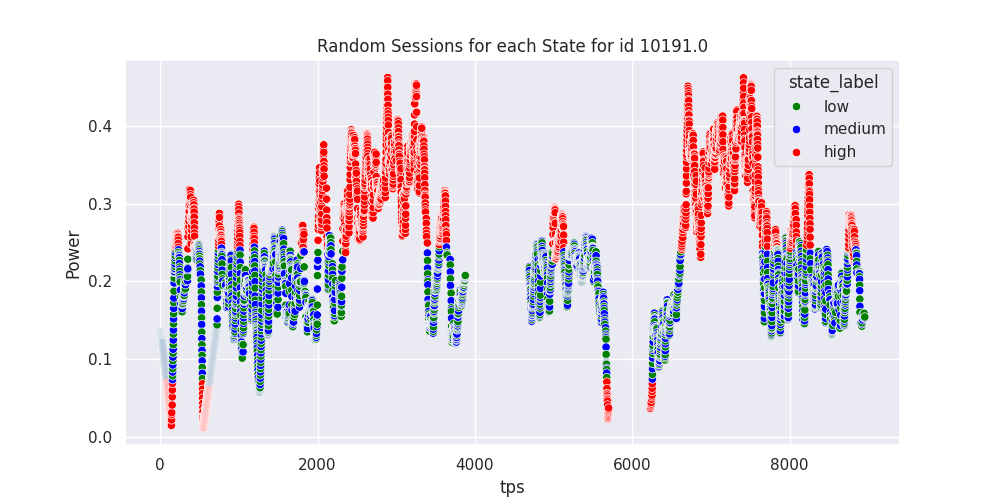 Random Sessions for each State for id 10191.0
state_label
low
medium
high
Power
0.4
0.3
0.2
0.1
0.0
0
2000
4000
6000
8000
tps